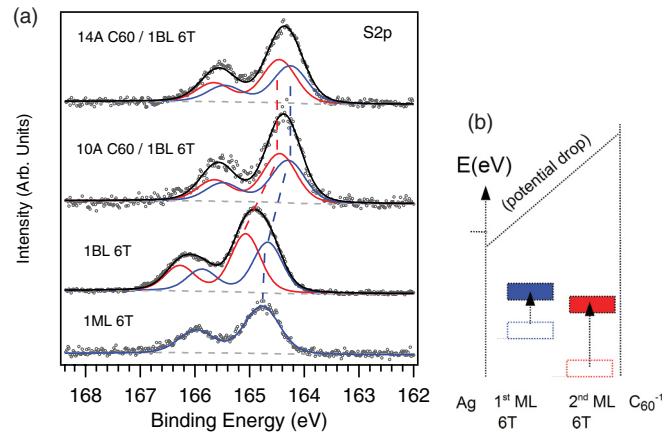 (a)
14A C60 / 1BL 6T
S2p
10A C60 / 1BL 6T
1BL 6T
1ML 6T
Intensity (Arb. Units)
168 167 166 165 164 163 162
Binding Energy (eV)
(b)
E(eV)
(potential drop)
Ag 1st ML 2nd ML C60-1
6T 6T